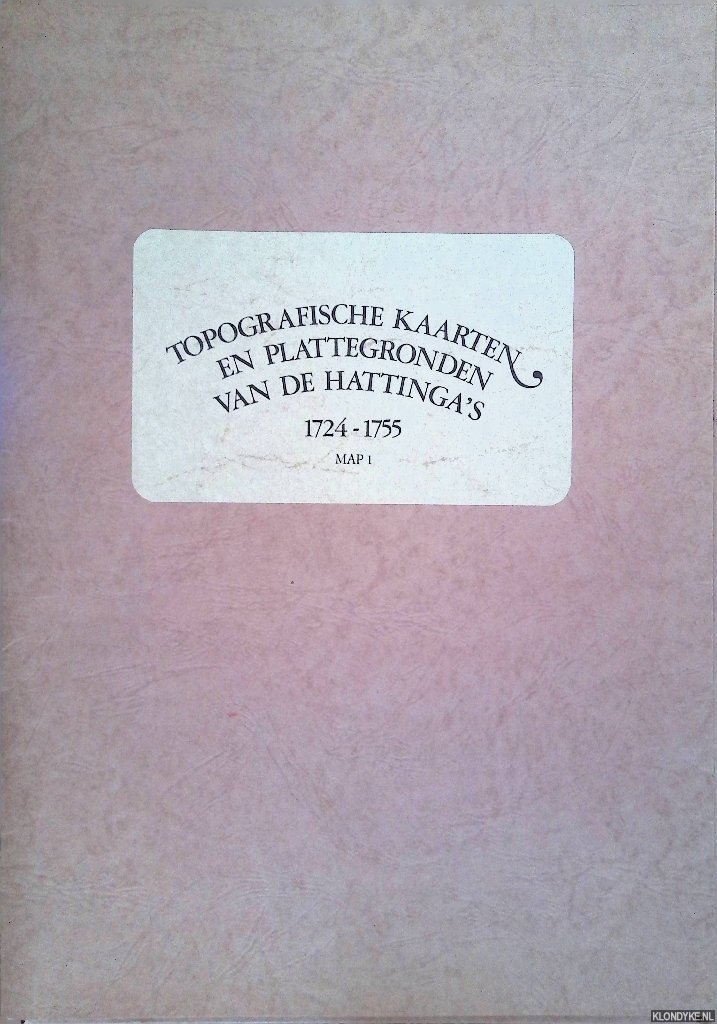 TOPOGRAFISCHE KAARTEN
EN PLATTEGRONDEN
VAN DE HATTINGA'S
1724-1755
MAP 1
KLONDYKE.NL